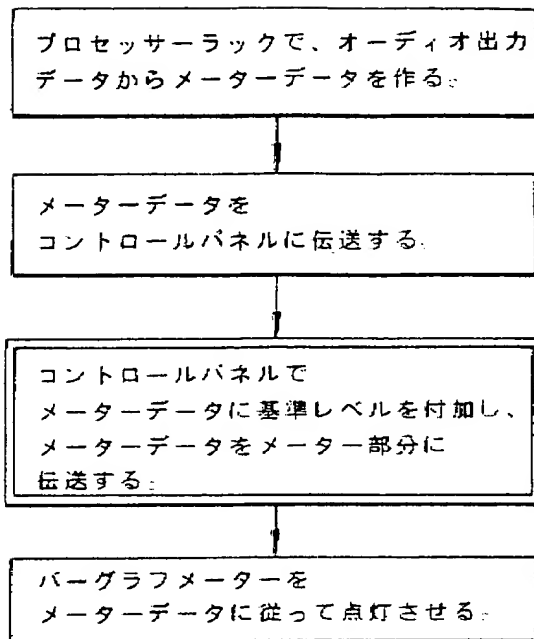 プロセッサーラックで、オーディオ出力
データからメーターデータを作る。
メーターデータを
コントロールパネルに伝送する。
コントロールパネルで
メーターデータに基準レベルを付加し、
メーターデータをメーター部分に
伝送する。
バーグラフメーターを
メーターデータに従って点灯させる。